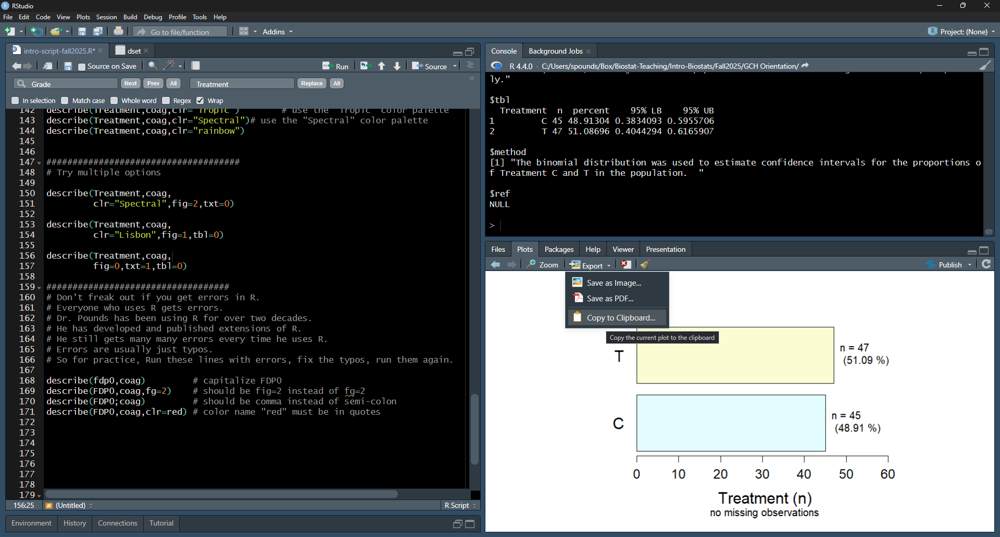 RStudio
File Edit Code View Plots Session Build Debug Profile Tools Help
Go to file/function
Addins
Project: (None)
intro-script-fall2025.R*
dset
Source on Save
Run
Source
Grade
Next
Prev
All
Treatment
Replace
All
In selection
Match case
Whole word
Regex
Wrap
142 describe(Treatment,coag,clr="Tropic") # use the "Tropic" color palette
143 describe(Treatment,coag,clr="Spectral")# use the "Spectral" color palette
144 describe(Treatment,coag,clr="rainbow")
145
146
147 #####################################
148 # Try multiple options
149
150 describe(Treatment,coag,
151 clr="Spectral",fig=2,txt=0)
152
153 describe(Treatment,coag,
154 clr="Lisbon",fig=1,tbl=0)
155
156 describe(Treatment,coag,
157 fig=0,txt=1,tbl=0)
158
159 ###################################
160 # Don't freak out if you get errors in R.
161 # Everyone who uses R gets errors.
162 # Dr. Pounds has been using R for over two decades.
163 # He has developed and published extensions of R.
164 # He still gets many many errors every time he uses R.
165 # Errors are usually just typos.
166 # So for practice, Run these lines with errors, fix the typos, run them again.
167
168 describe(fdp0,coag) # capitalize FDP0
169 describe(FDP0,coag,fg=2) # should be fig=2 instead of fg=2
170 describe(FDP0;coag) # should be comma instead of semi-colon
171 describe(FDP0,coag,clr=red) # color name "red" must be in quotes
172
173
174
175
176
177
178
179
156:25
# (Untitled)
R Script
Environment
History
Connections
Tutorial
Console
Background Jobs
R 4.4.0 · C:/Users/spounds/Box/Biostat-Teaching/Intro-Biostats/Fall2025/GCH Orientation/
ly."
$tbl
Treatment n percent 95% LB 95% UB
1 C 45 48.91304 0.3834093 0.5955706
2 T 47 51.08696 0.4044294 0.6165907
$method
[1] "The binomial distribution was used to estimate confidence intervals for the proportions o
f Treatment C and T in the population. "
$ref
NULL
>
Files
Plots
Packages
Help
Viewer
Presentation
Zoom
Export
Publish
Save as Image...
Save as PDF...
Copy to Clipboard...
Copy the current plot to the clipboard
T
n = 47
(51.09 %)
C
n = 45
(48.91 %)
0 10 20 30 40 50 60
Treatment (n)
no missing observations